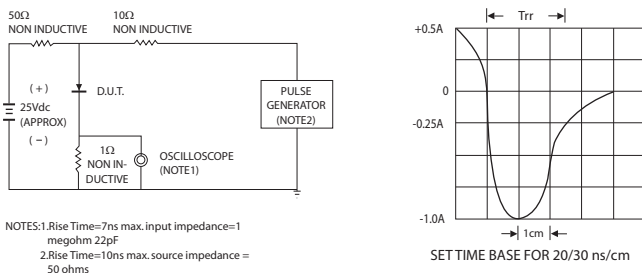 50Ω
NON INDUCTIVE
10Ω
NON INDUCTIVE
(+)
25Vdc
(APPROX)
(−)
D.U.T.
1Ω
NON IN-
DUCTIVE
OSCILLOSCOPE
(NOTE1)
PULSE
GENERATOR
(NOTE2)
NOTES:1.Rise Time=7ns max. input impedance=1
megohm 22pF
2.Rise Time=10ns max. source impedance =
50 ohms
Trr
+0.5A
0
-0.25A
-1.0A
1cm
SET TIME BASE FOR 20/30 ns/cm